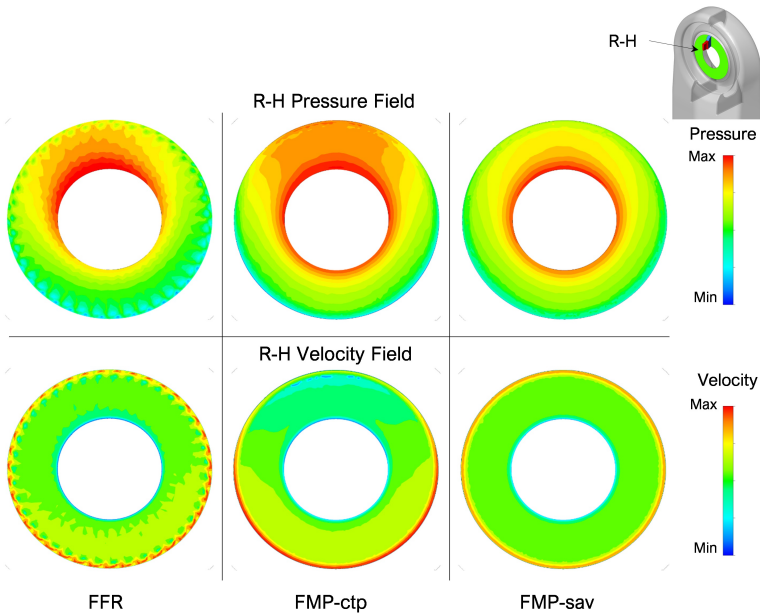 R-H
R-H Pressure Field
Pressure
Max
Min
R-H Velocity Field
Velocity
Max
Min
FFR
FMP-ctp
FMP-sav